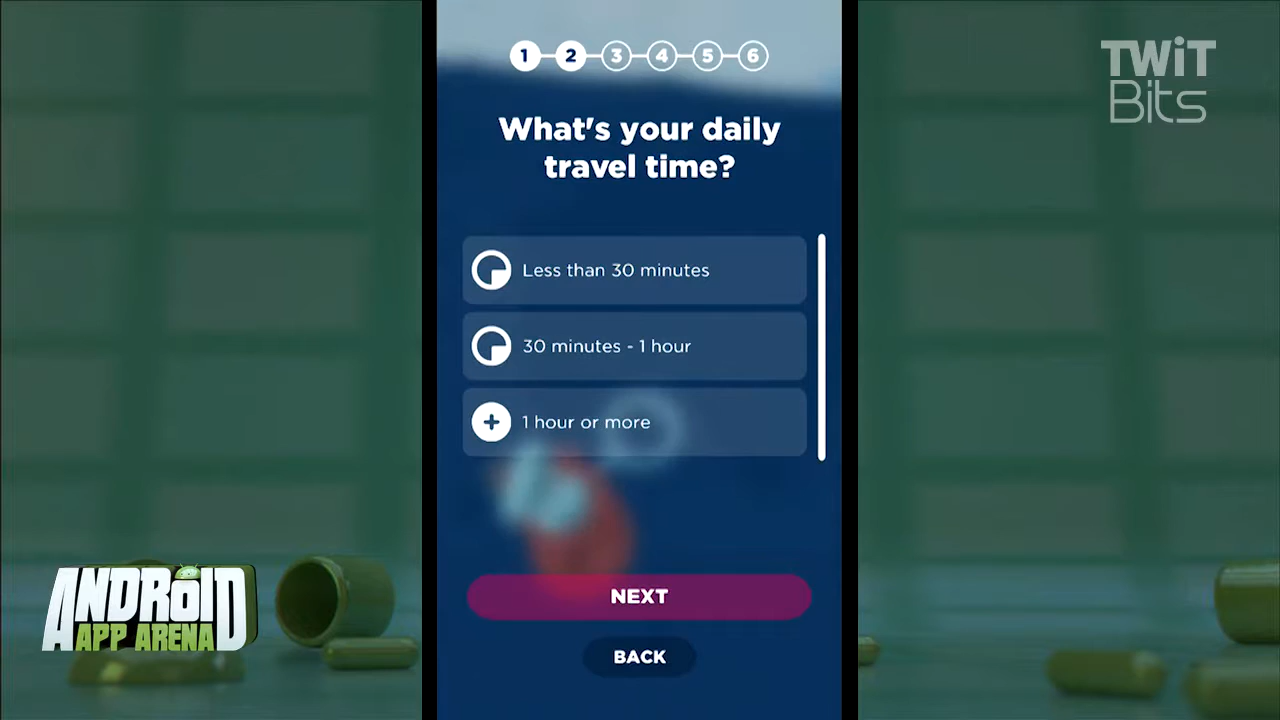 1 2 3 4 5 6
TWiT
Bits
What's your daily
travel time?
Less than 30 minutes
30 minutes - 1 hour
1 hour or more
NEXT
BACK
ANDROID
APP ARENA